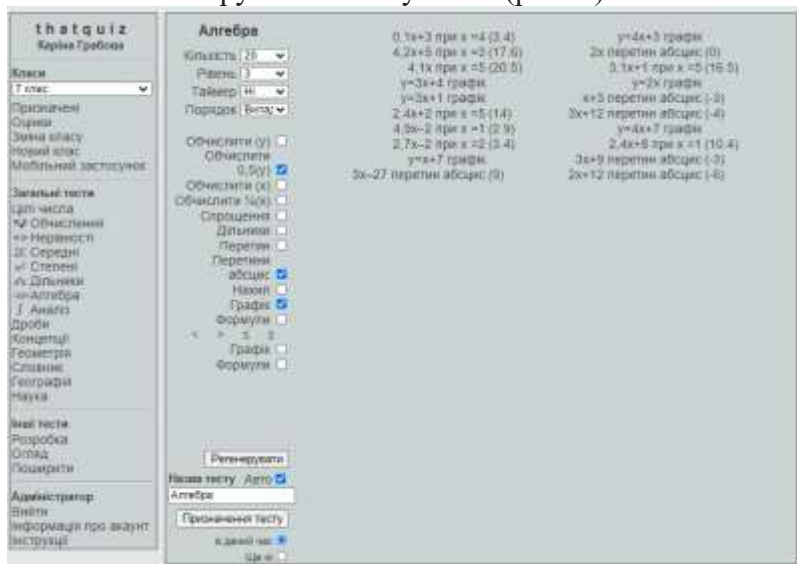 thatquiz
Каріна Грабова
Класи
7 клас
Призначені
Оцінки
Зміна класу
Новий клас
Мобільний застосунок
Загальні тести
Цілі числа
Обчислення
Нерівності
Середні
Степені
Дільники
Алгебра
Аналіз
Дроби
Концепції
Геометрія
Словник
Географія
Наука
Інші тести
Розробка
Огляд
Поширити
Адміністратор
Вийти
Інформація про акаунт
Інструкції
Алгебра
Кількість 20
Рівень 3
Таймер Ні
Порядок
Обчислити (y)
Обчислити
0,5(y)
Обчислити (x)
Обчислити ½(x)
Спрощення
Дільники
Перетин
Перетини
абсцис
Нахил
Графік
Формули
< > ≤ ≥
Графік
Формули
Регенерувати
Назва тесту Авто
Алгебра
Призначення тесту
в даний час
Ще ні
0,1x+3 при x =4 (3.4)
4,2x+5 при x =3 (17.6)
4,1x при x =5 (20.5)
y=3x+4 графік
y=3x+1 графік
2,4x+2 при x =5 (14)
4,9x–2 при x =1 (2.9)
2,7x–2 при x =2 (3.4)
y=x+7 графік
3x–27 перетин абсцис (9)
y=4x+3 графік
2x перетин абсцис (0)
3,1x+1 при x =5 (16.5)
y=2x графік
x+3 перетин абсцис (-3)
3x+12 перетин абсцис (-4)
y=4x+7 графік
2,4x+8 при x =1 (10.4)
3x+9 перетин абсцис (-3)
2x+12 перетин абсцис (-6)